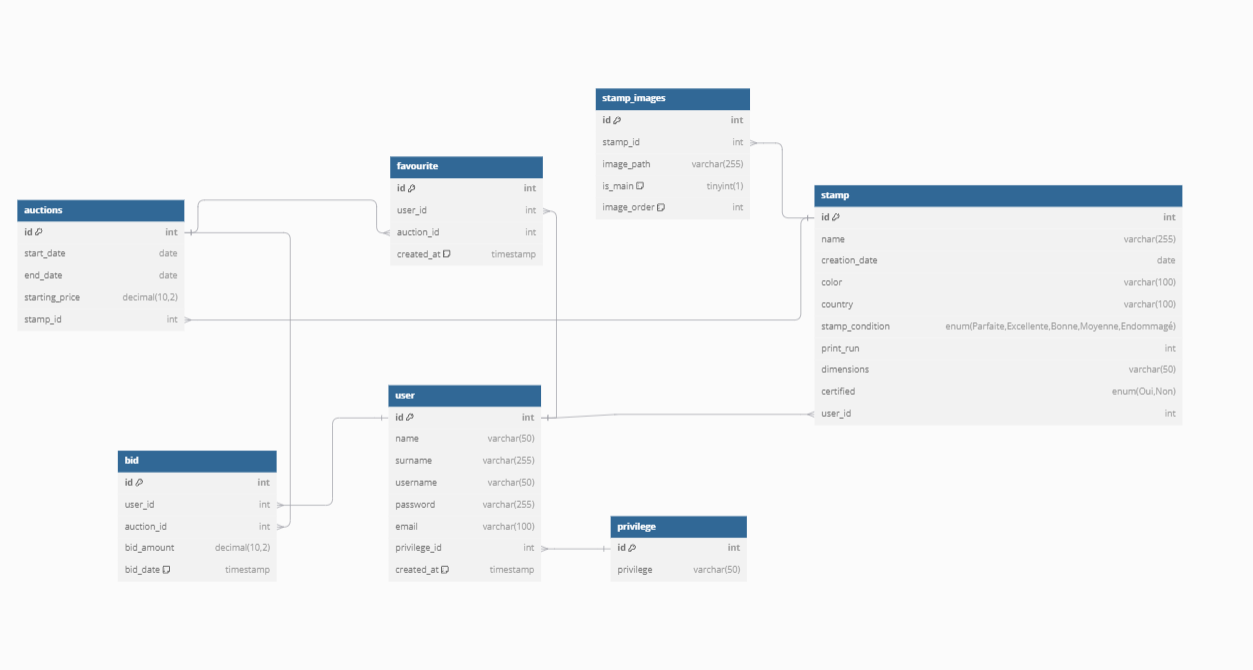 stamp_images
id int
stamp_id int
image_path varchar(255)
is_main tinyint(1)
image_order int
favourite
id int
user_id int
auction_id int
created_at timestamp
stamp
id int
name varchar(255)
creation_date date
color varchar(100)
country varchar(100)
stamp_condition enum(Parfaite,Excellente,Bonne,Moyenne,Endommagé)
print_run int
dimensions varchar(50)
certified enum(Oui,Non)
user_id int
auctions
id int
start_date date
end_date date
starting_price decimal(10,2)
stamp_id int
user
id int
name varchar(50)
surname varchar(255)
username varchar(50)
password varchar(255)
email varchar(100)
privilege_id int
created_at timestamp
bid
id int
user_id int
auction_id int
bid_amount decimal(10,2)
bid_date timestamp
privilege
id int
privilege varchar(50)